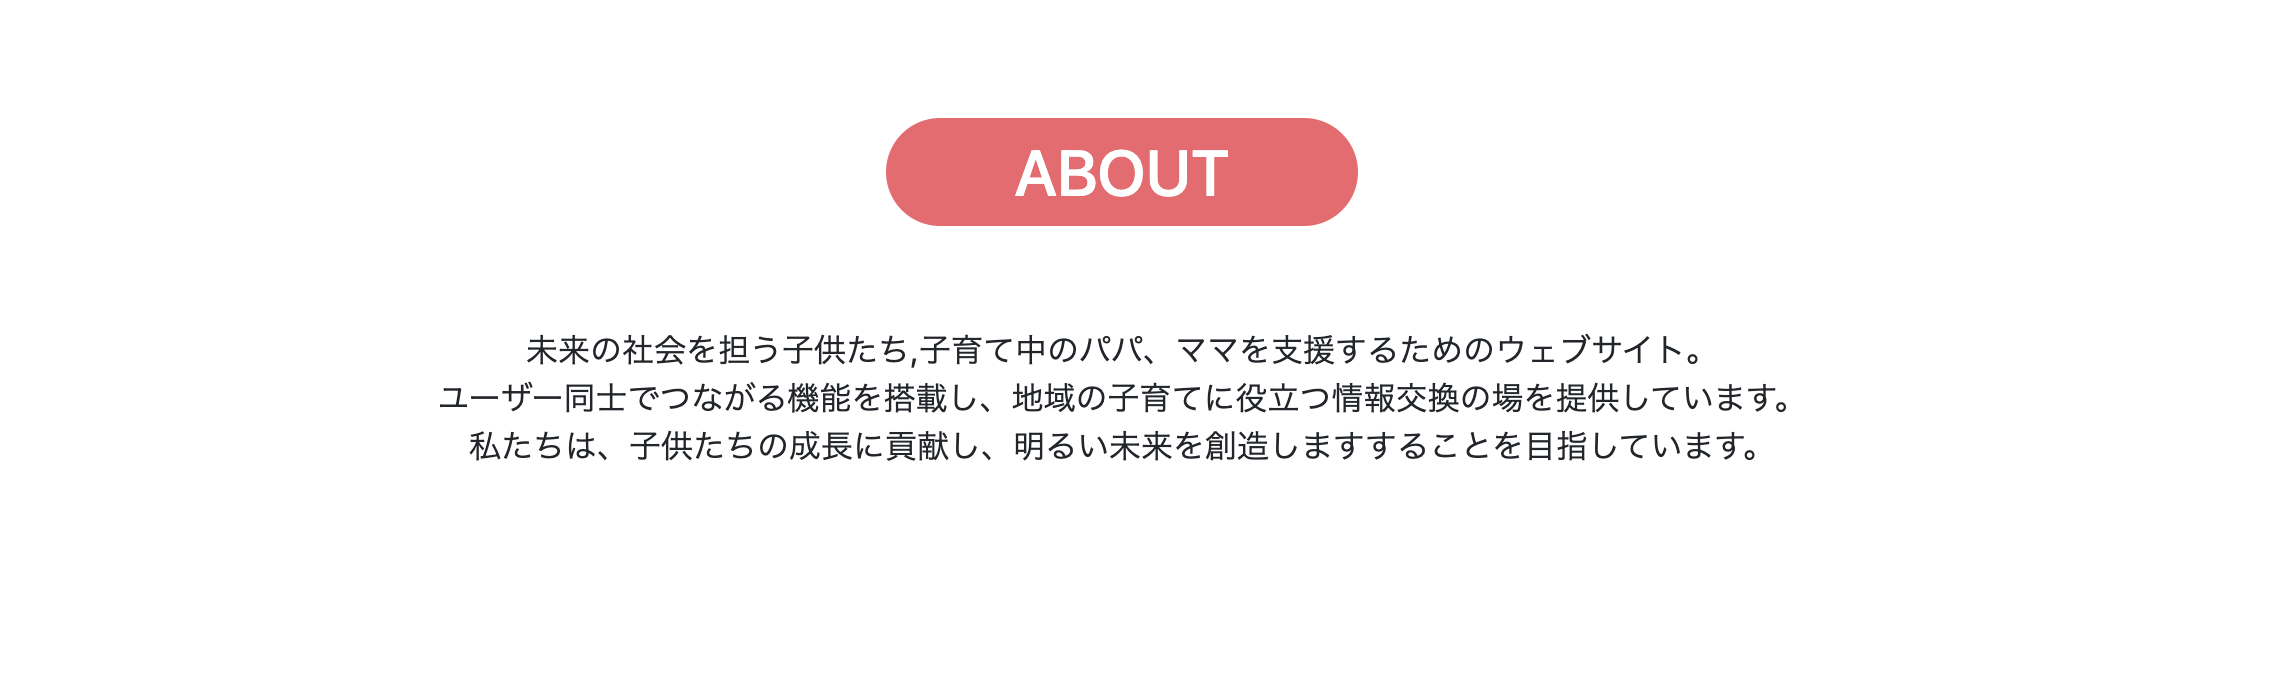 ABOUT
未来の社会を担う子供たち,子育て中のパパ、ママを支援するためのウェブサイト。
ユーザー同士でつながる機能を搭載し、地域の子育てに役立つ情報交換の場を提供しています。
私たちは、子供たちの成長に貢献し、明るい未来を創造しますすることを目指しています。